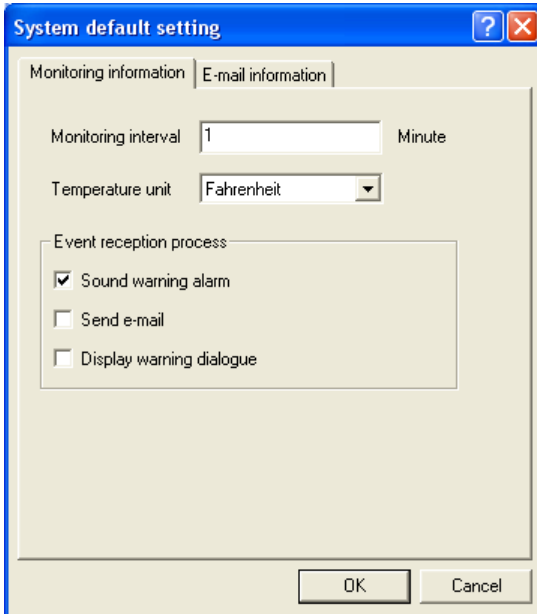 System default setting
Monitoring information E-mail information
Monitoring interval 1 Minute
Temperature unit Fahrenheit
Event reception process
Sound warning alarm
Send e-mail
Display warning dialogue
OK Cancel